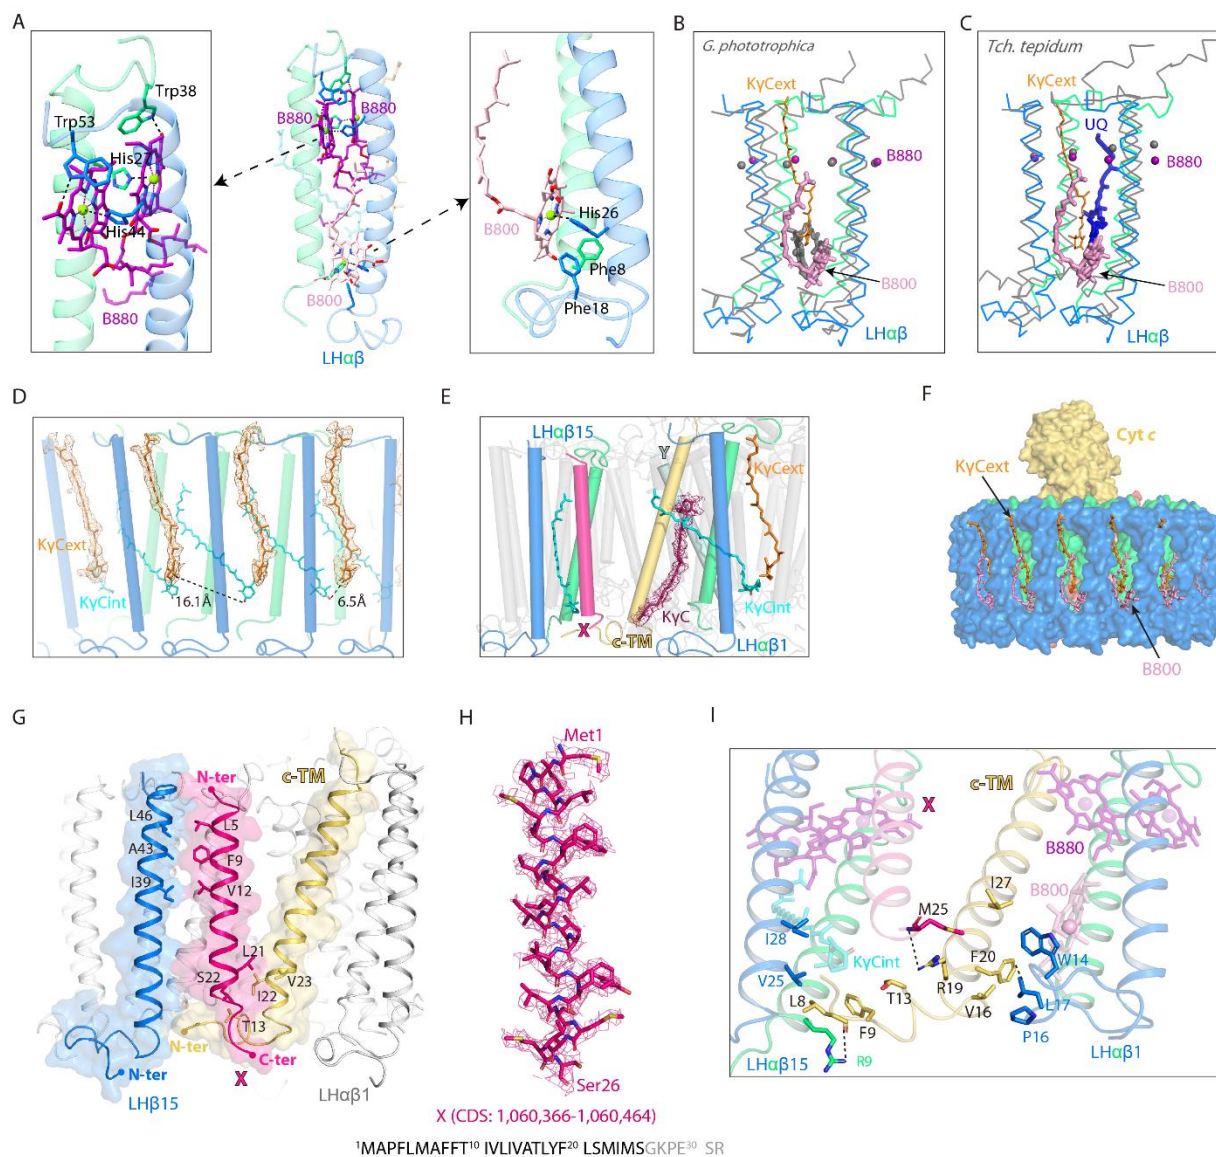 A
Trp38
Trp53
His27
His44
B880
B880
B880
B800
LHαβ
B800
His26
Phe8
Phe18
B
G. phototrophica
KγCext
B880
B800
LHαβ
C
Tch. tepidum
KγCext
UQ
B880
B800
LHαβ
D
KγCext
KγCint
16.1Å
6.5Å
E
LHαβ15
Y
KγCext
KγCint
KγC
X
c-TM
LHαβ1
F
Cyt c
KγCext
B800
G
N-ter
c-TM
L46
L5
A43
F9
I39
V12
L21
S22
V23
I22
T13
N-ter
C-ter
N-ter
X
LHβ15
LHαβ1
H
Met1
Ser26
X (CDS: 1,060,366-1,060,464)
¹MAPFLMAFFT¹⁰ IVLIVATLYF²⁰ LSMIMSGKPE³⁰ SR
I
c-TM
X
B880
B800
I27
M25
I28
W14
KγCint
F20
V25
R19
L17
T13
L8
V16
F9
P16
R9
LHαβ15
LHαβ1